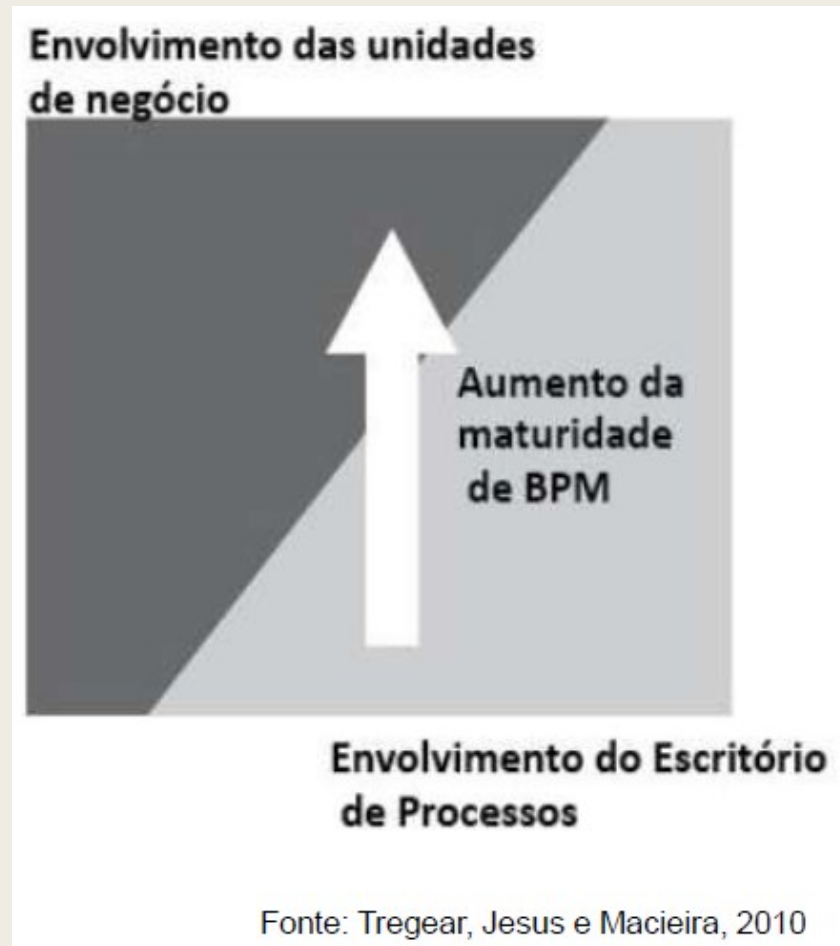 Envolvimento das unidades
de negócio
Aumento da
maturidade
de BPM
Envolvimento do Escritório
de Processos
Fonte: Tregear, Jesus e Macieira, 2010